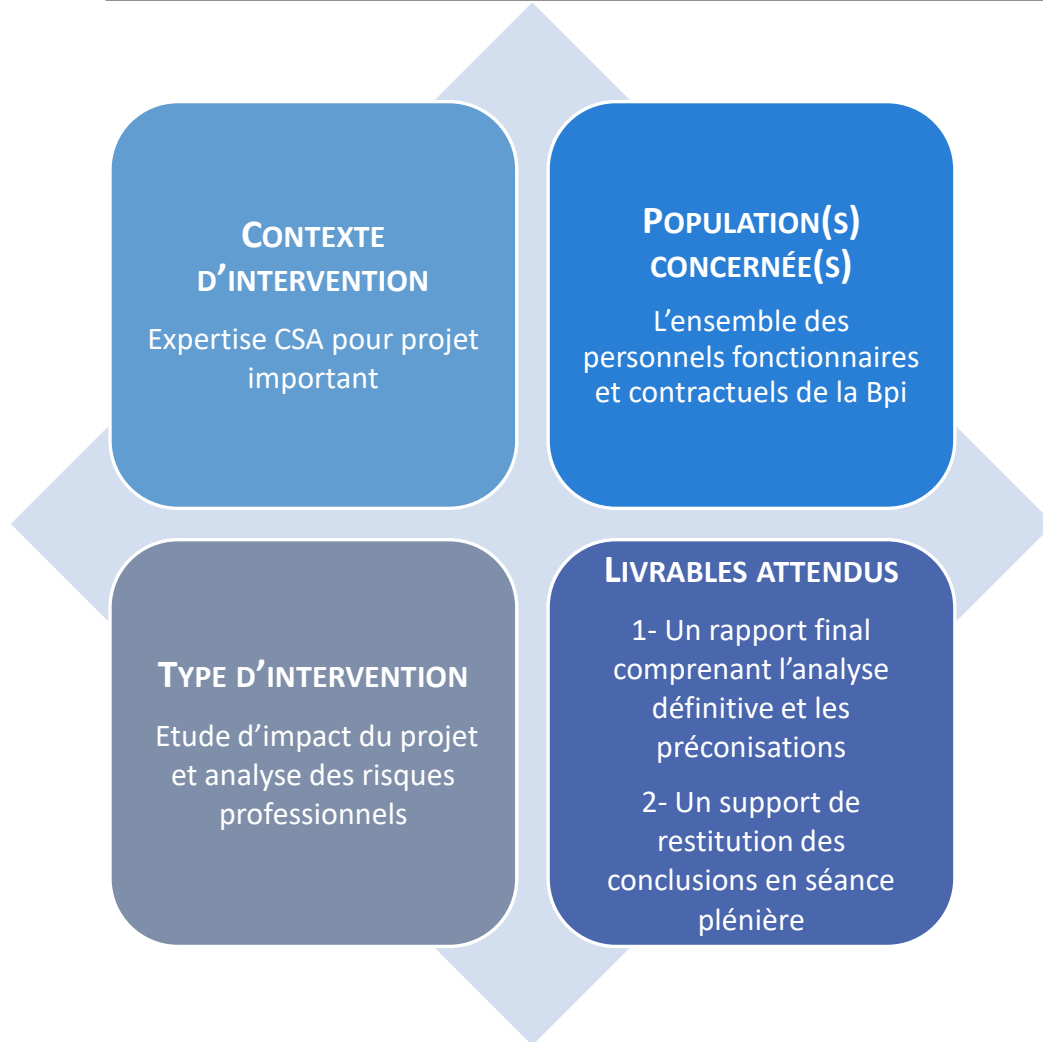 CONTEXTE
D'INTERVENTION
Expertise CSA pour projet
important
POPULATION(S)
CONCERNÉE(S)
L'ensemble des
personnels fonctionnaires
et contractuels de la Bpi
TYPE D'INTERVENTION
Etude d'impact du projet
et analyse des risques
professionnels
LIVRABLES ATTENDUS
1- Un rapport final
comprenant l'analyse
définitive et les
préconisations
2- Un support de
restitution des
conclusions en séance
plénière